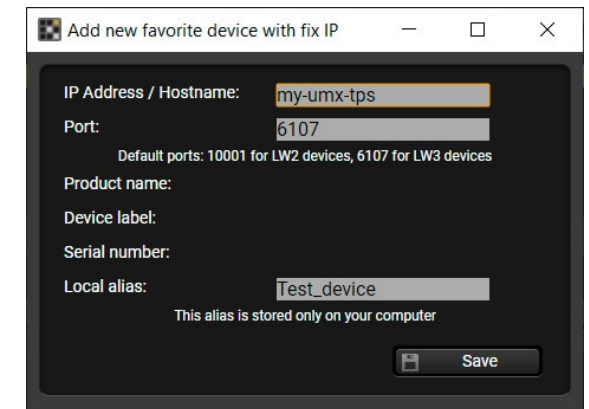 Add new favorite device with fix IP
IP Address / Hostname: my-umx-tps
Port: 6107
Default ports: 10001 for LW2 devices, 6107 for LW3 devices
Product name:
Device label:
Serial number:
Local alias: Test_device
This alias is stored only on your computer
Save